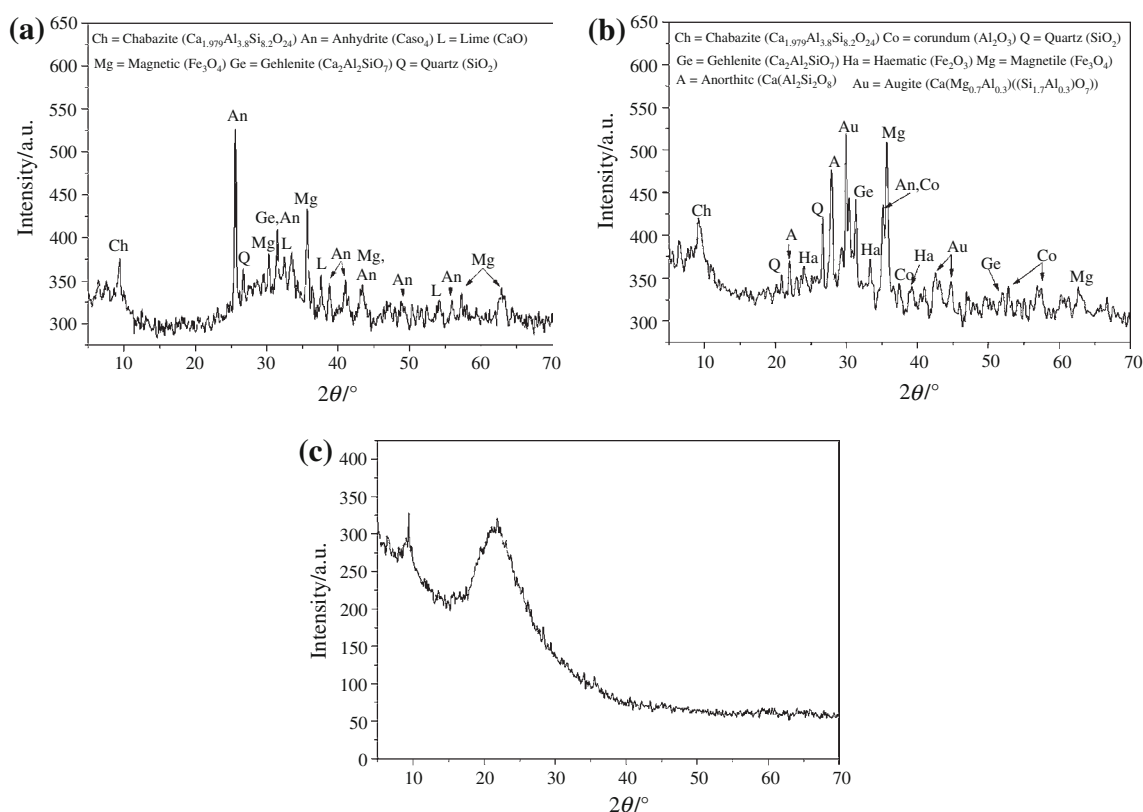 (a)
650
Ch = Chabazite (Ca1.979Al3.8Si8.2O24) An = Anhydrite (Caso4) L = Lime (CaO)
Mg = Magnetic (Fe3O4) Ge = Gehlenite (Ca2Al2SiO7) Q = Quartz (SiO2)
600
550
500
450
400
350
300
Intensity/a.u.
An
Ch
Q
Mg
Ge,An
L
Mg
L
An
Mg,
An
An
L
An
Mg
10
20
30
40
50
60
70
2θ/°
(b)
650
Ch = Chabazite (Ca1.979Al3.8Si8.2O24) Co = corundum (Al2O3) Q = Quartz (SiO2)
Ge = Gehlenite (Ca2Al2SiO7) Ha = Haematic (Fe2O3) Mg = Magnetile (Fe3O4)
A = Anorthitc (Ca(Al2Si2O8)
Au = Augite (Ca(Mg0.7Al0.3)((Si1.7Al0.3)O7))
600
550
500
450
400
350
300
Intensity/a.u.
Ch
Q
A
Ha
Q
A
Au
Ge
Ha
Mg
An,Co
Co
Ha
Au
Ge
Co
Mg
10
20
30
40
50
60
70
2θ/°
(c)
400
350
300
250
200
150
100
50
0
Intensity/a.u.
10
20
30
40
50
60
70
2θ/°